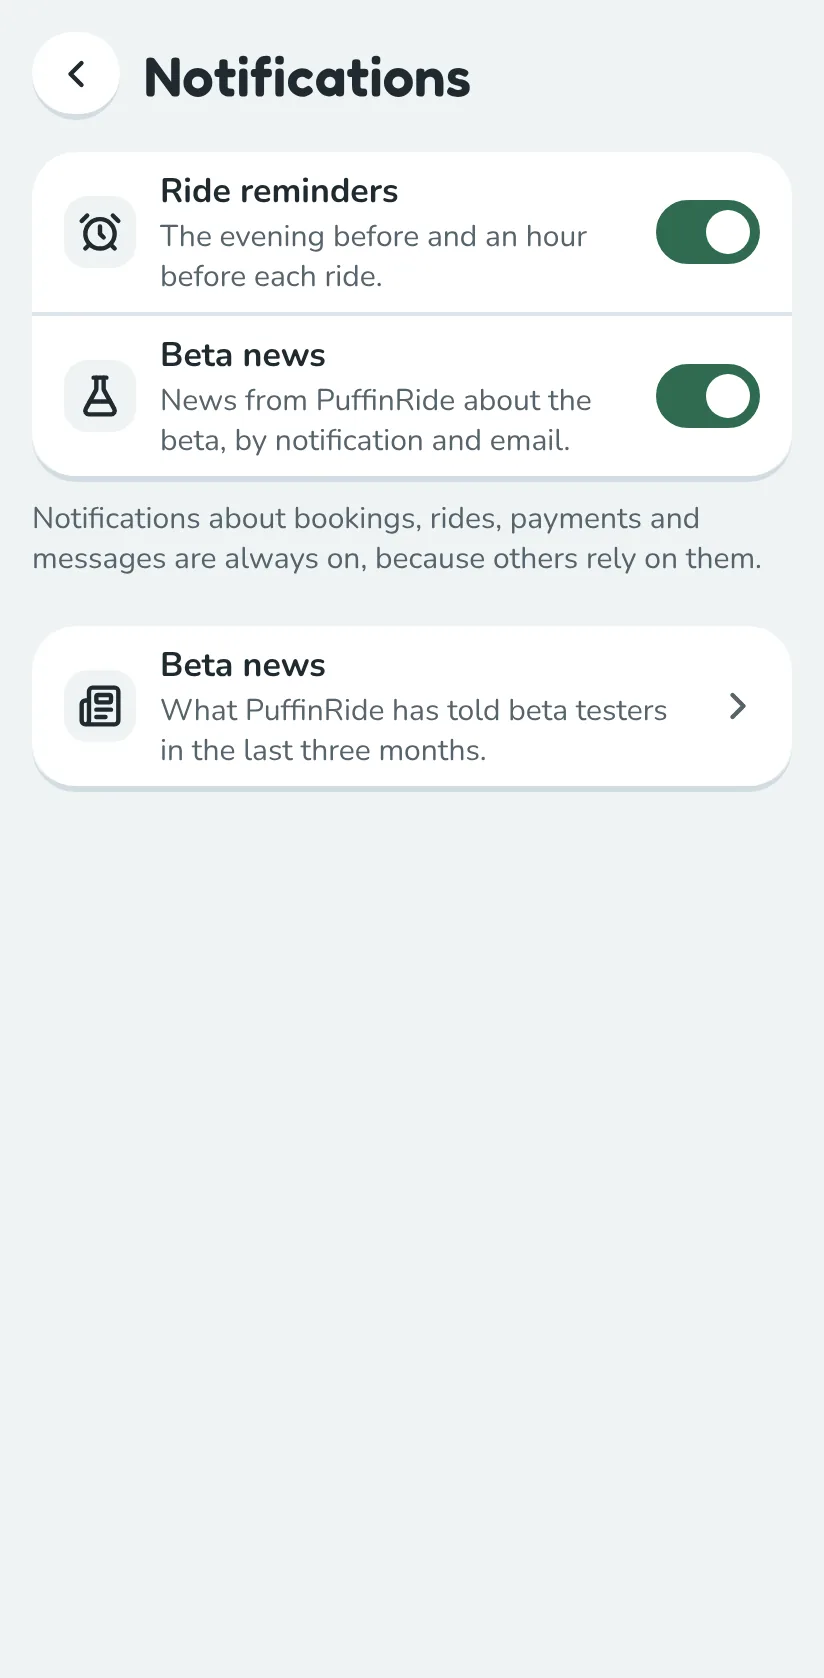 Notifications
Ride reminders
The evening before and an hour
before each ride.
Beta news
News from PuffinRide about the
beta, by notification and email.
Notifications about bookings, rides, payments and
messages are always on, because others rely on them.
Beta news
What PuffinRide has told beta testers
in the last three months.